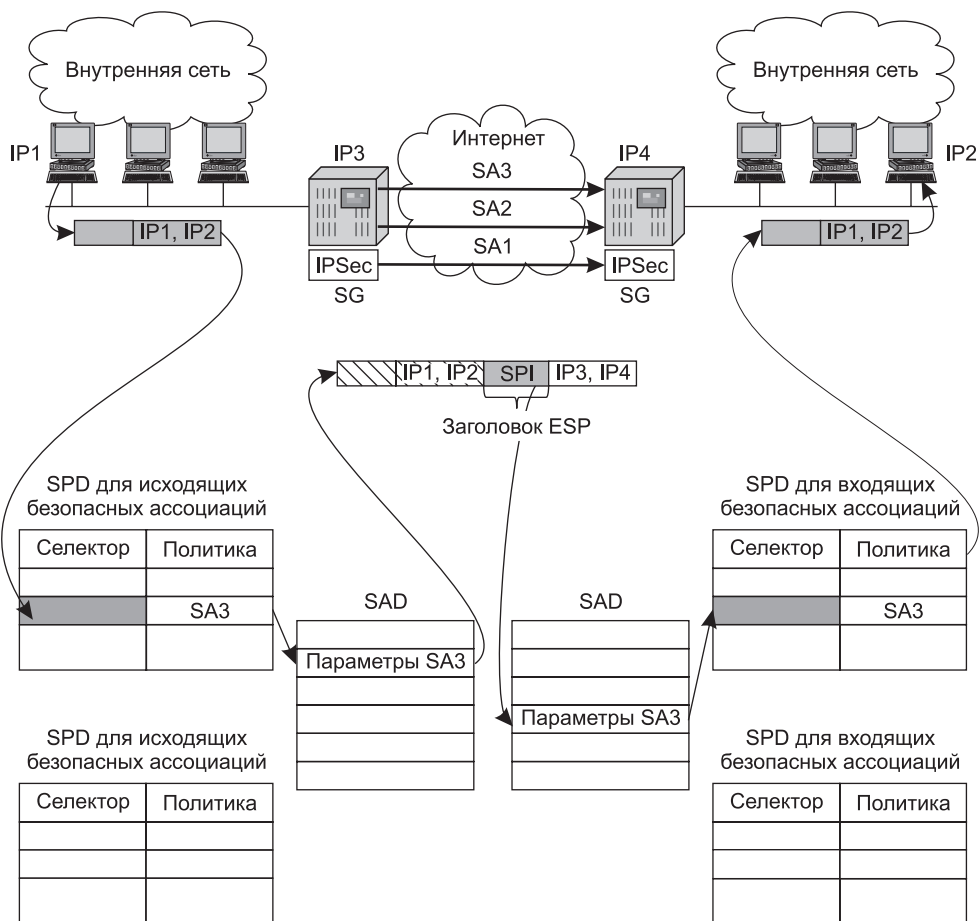 Внутренняя сеть
Внутренняя сеть
Интернет
IP1
IP3
IP4
IP2
SA3
SA2
IP1, IP2
IP1, IP2
SA1
IPSec
IPSec
SG
SG
IP1, IP2
SPI
IP3, IP4
Заголовок ESP
SPD для исходящих
безопасных ассоциаций
Селектор
Политика
SA3
SAD
Параметры SA3
SAD
Параметры SA3
SPD для входящих
безопасных ассоциаций
Селектор
Политика
SA3
SPD для исходящих
безопасных ассоциаций
Селектор
Политика
SPD для входящих
безопасных ассоциаций
Селектор
Политика